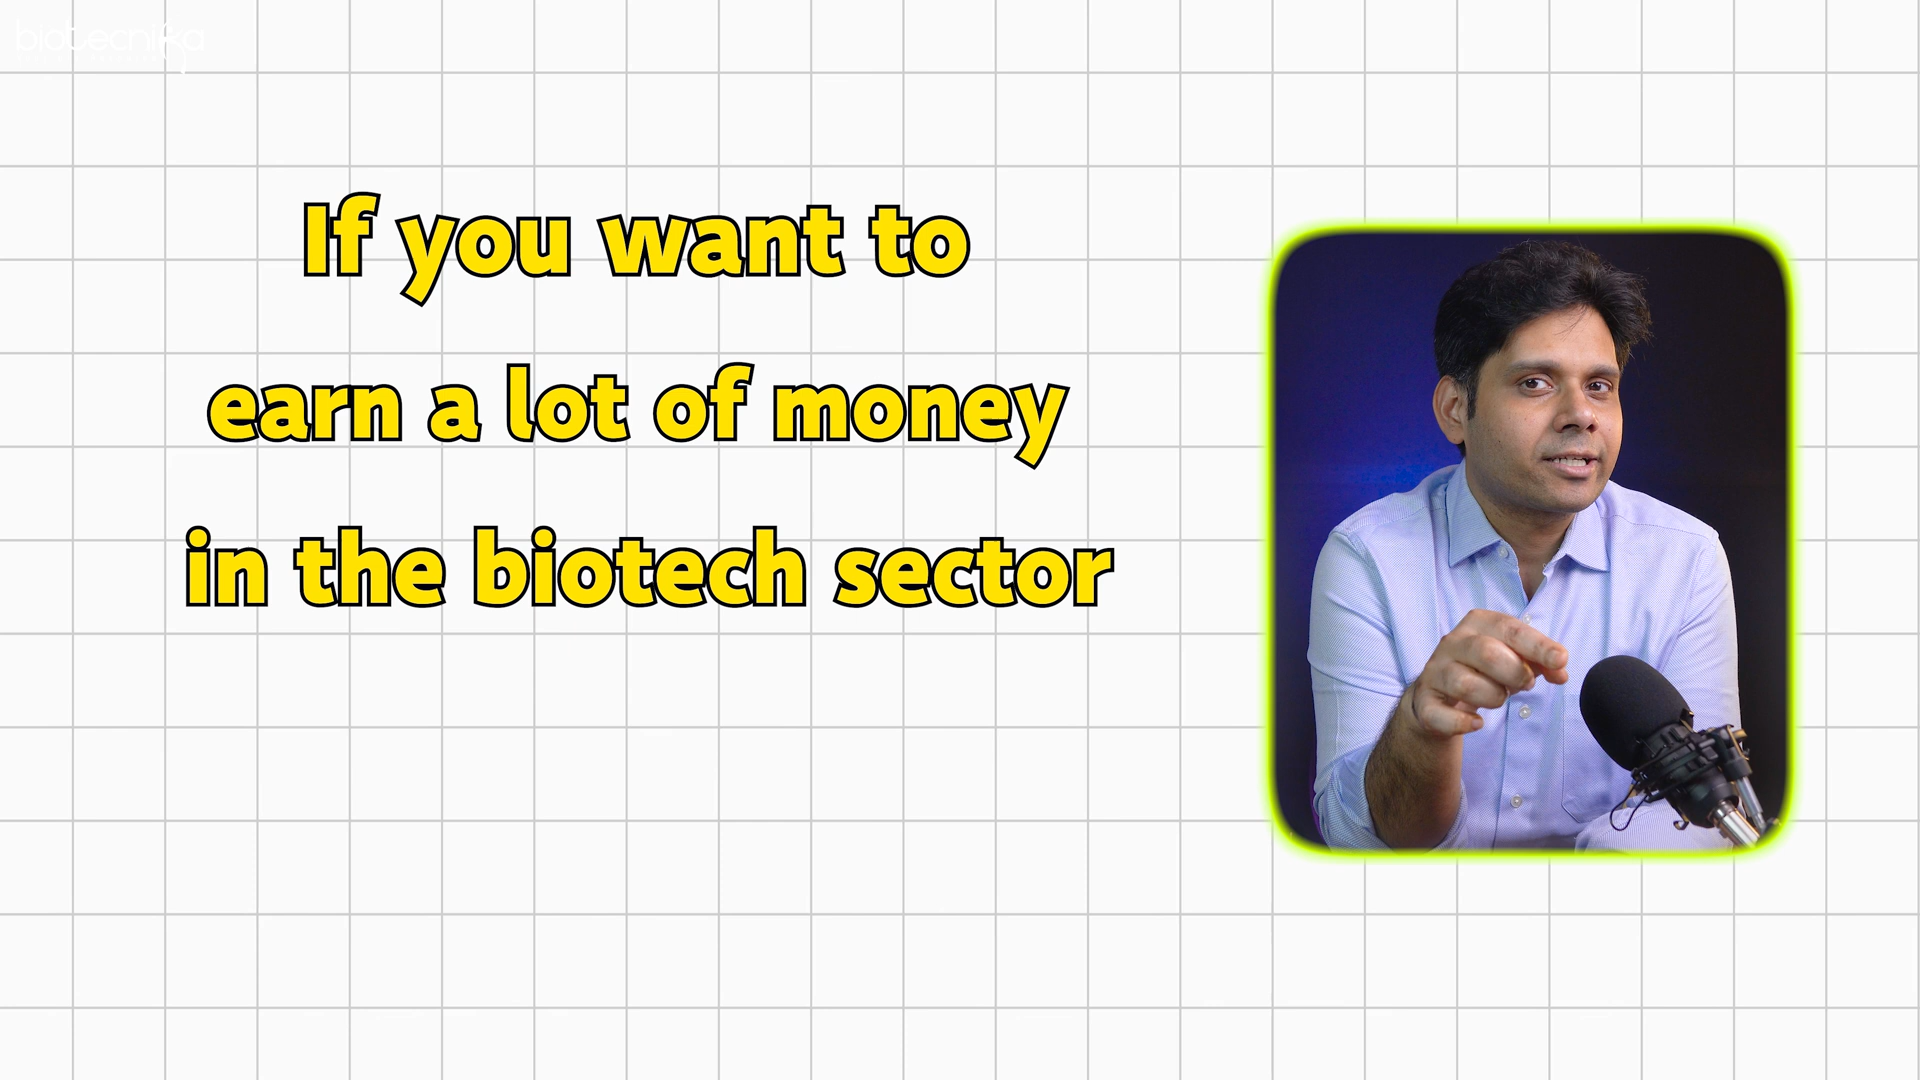 biotecnika
If you want to
earn a lot of money
in the biotech sector